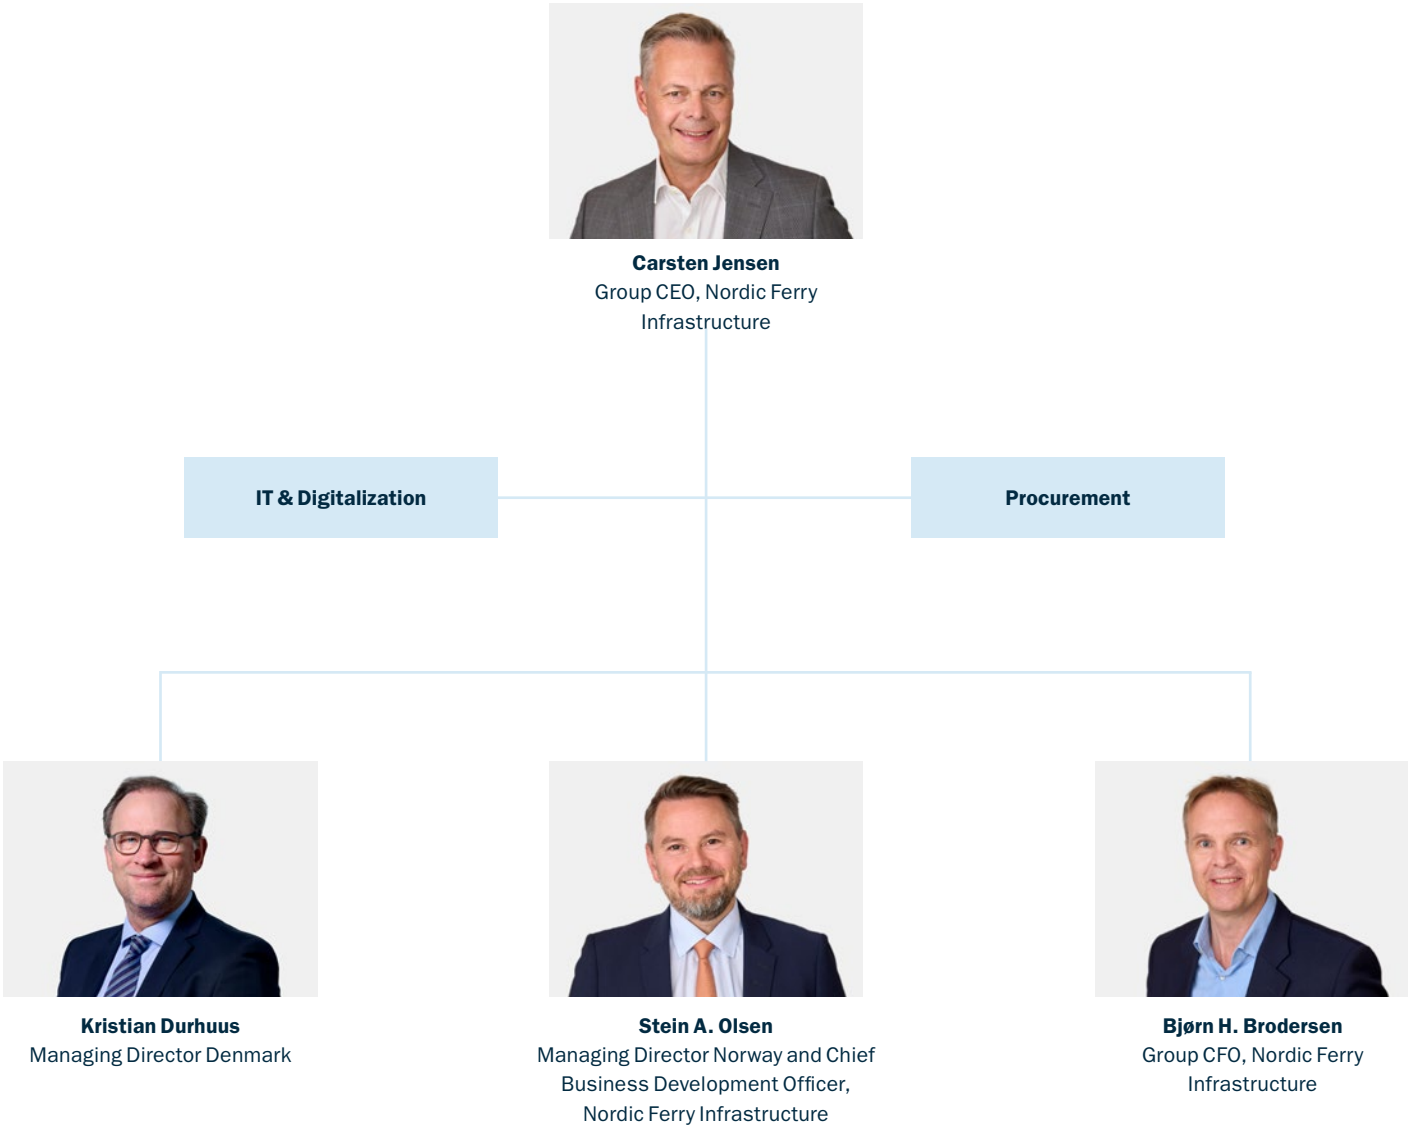 Carsten Jensen
Group CEO, Nordic Ferry
Infrastructure
IT & Digitalization
Procurement
Kristian Durhuus
Managing Director Denmark
Stein A. Olsen
Managing Director Norway and Chief
Business Development Officer,
Nordic Ferry Infrastructure
Bjørn H. Brodersen
Group CFO, Nordic Ferry
Infrastructure